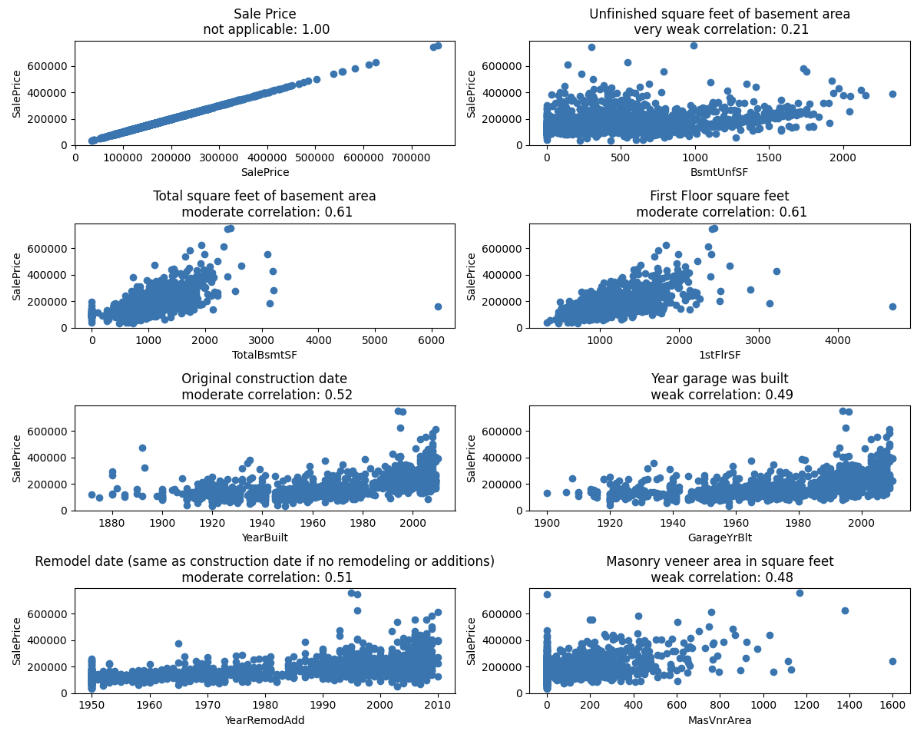 Sale Price
not applicable: 1.00
SalePrice
600000
400000
200000
0
0 100000 200000 300000 400000 500000 600000 700000
SalePrice
Unfinished square feet of basement area
very weak correlation: 0.21
SalePrice
600000
400000
200000
0
0 500 1000 1500 2000
BsmtUnfSF
Total square feet of basement area
moderate correlation: 0.61
SalePrice
600000
400000
200000
0
0 1000 2000 3000 4000 5000 6000
TotalBsmtSF
First Floor square feet
moderate correlation: 0.61
SalePrice
600000
400000
200000
0
1000 2000 3000 4000
1stFlrSF
Original construction date
moderate correlation: 0.52
SalePrice
600000
400000
200000
0
1880 1900 1920 1940 1960 1980 2000
YearBuilt
Year garage was built
weak correlation: 0.49
SalePrice
600000
400000
200000
0
1900 1920 1940 1960 1980 2000
GarageYrBlt
Remodel date (same as construction date if no remodeling or additions)
moderate correlation: 0.51
SalePrice
600000
400000
200000
0
1950 1960 1970 1980 1990 2000 2010
YearRemodAdd
Masonry veneer area in square feet
weak correlation: 0.48
SalePrice
600000
400000
200000
0
0 200 400 600 800 1000 1200 1400 1600
MasVnrArea